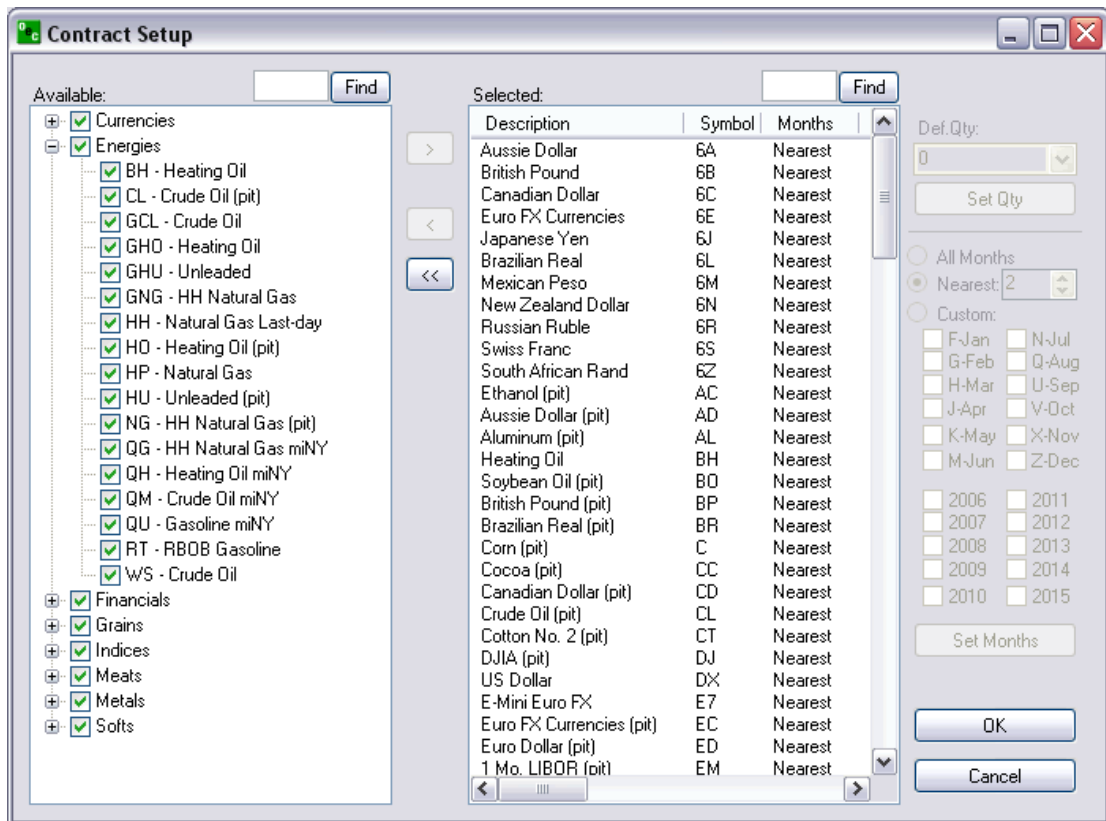 Contract Setup
Available:
Find
Currencies
Energies
BH - Heating Oil
CL - Crude Oil (pit)
GCL - Crude Oil
GHO - Heating Oil
GHU - Unleaded
GNG - HH Natural Gas
HH - Natural Gas Last-day
HO - Heating Oil (pit)
HP - Natural Gas
HU - Unleaded (pit)
NG - HH Natural Gas (pit)
QG - HH Natural Gas miNY
QH - Heating Oil miNY
QM - Crude Oil miNY
QU - Gasoline miNY
RT - RBOB Gasoline
WS - Crude Oil
Financials
Grains
Indices
Meats
Metals
Softs
>
<
<<
Selected:
Find
Description Symbol Months
Aussie Dollar 6A Nearest
British Pound 6B Nearest
Canadian Dollar 6C Nearest
Euro FX Currencies 6E Nearest
Japanese Yen 6J Nearest
Brazilian Real 6L Nearest
Mexican Peso 6M Nearest
New Zealand Dollar 6N Nearest
Russian Ruble 6R Nearest
Swiss Franc 6S Nearest
South African Rand 6Z Nearest
Ethanol (pit) AC Nearest
Aussie Dollar (pit) AD Nearest
Aluminum (pit) AL Nearest
Heating Oil BH Nearest
Soybean Oil (pit) BO Nearest
British Pound (pit) BP Nearest
Brazilian Real (pit) BR Nearest
Corn (pit) C Nearest
Cocoa (pit) CC Nearest
Canadian Dollar (pit) CD Nearest
Crude Oil (pit) CL Nearest
Cotton No. 2 (pit) CT Nearest
DJIA (pit) DJ Nearest
US Dollar DX Nearest
E-Mini Euro FX E7 Nearest
Euro FX Currencies (pit) EC Nearest
Euro Dollar (pit) ED Nearest
1 Mo. LIBOR (pit) EM Nearest
Def.Qty:
0
Set Qty
All Months
Nearest: 2
Custom:
F-Jan N-Jul
G-Feb Q-Aug
H-Mar U-Sep
J-Apr V-Oct
K-May X-Nov
M-Jun Z-Dec
2006 2011
2007 2012
2008 2013
2009 2014
2010 2015
Set Months
OK
Cancel